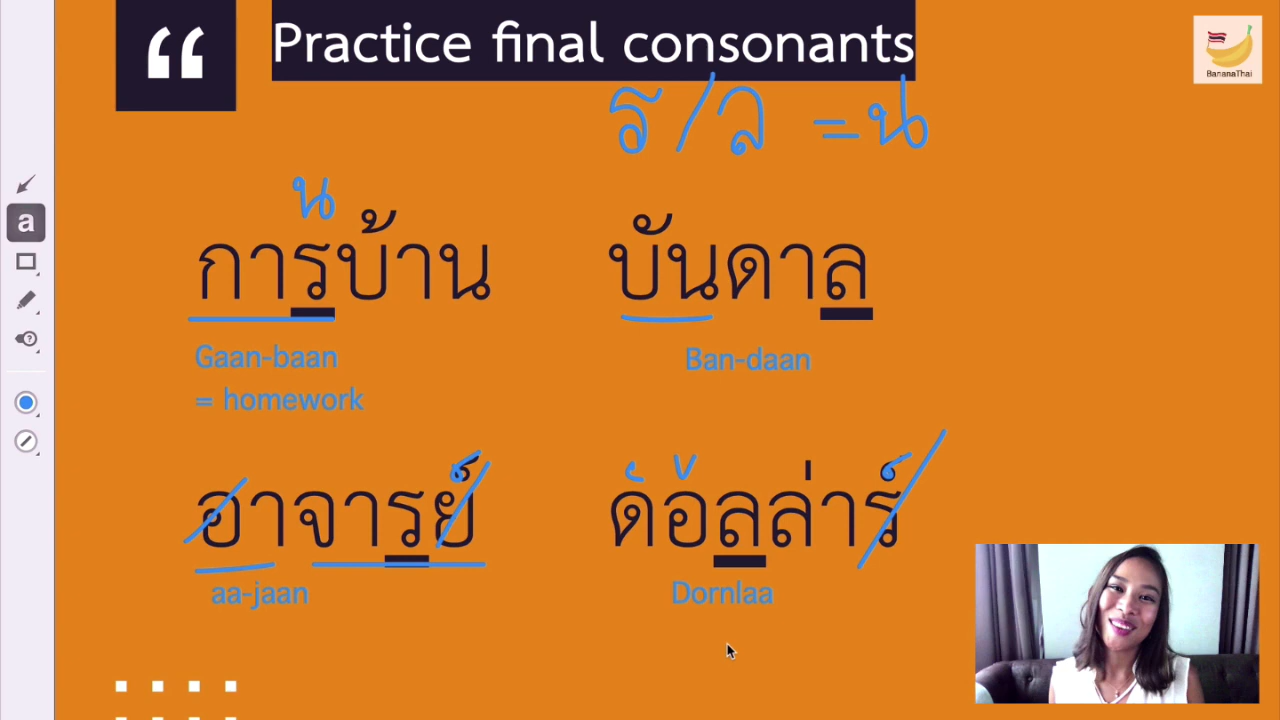 “
Practice final consonants
BananaThai
ร / ล = น
น
การบ้าน บันดาล
Gaan-baan
= homework
Ban-daan
อาจารย์ ดอลล่าร์
aa-jaan
Dornlaa
a